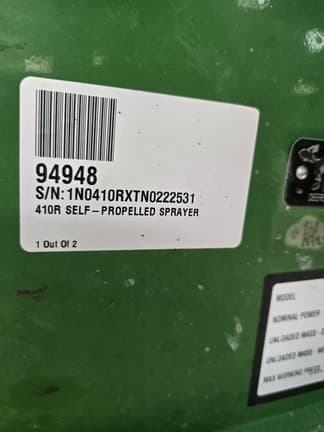 94948
S/N:1N0410RXTN0222531
410R SELF-PROPELLED SPRAYER
1 Out Of 2
MODEL
NOMINAL POWER
UNLOADED MASS
UNLOADED MASS
MAX WORKING PRESS